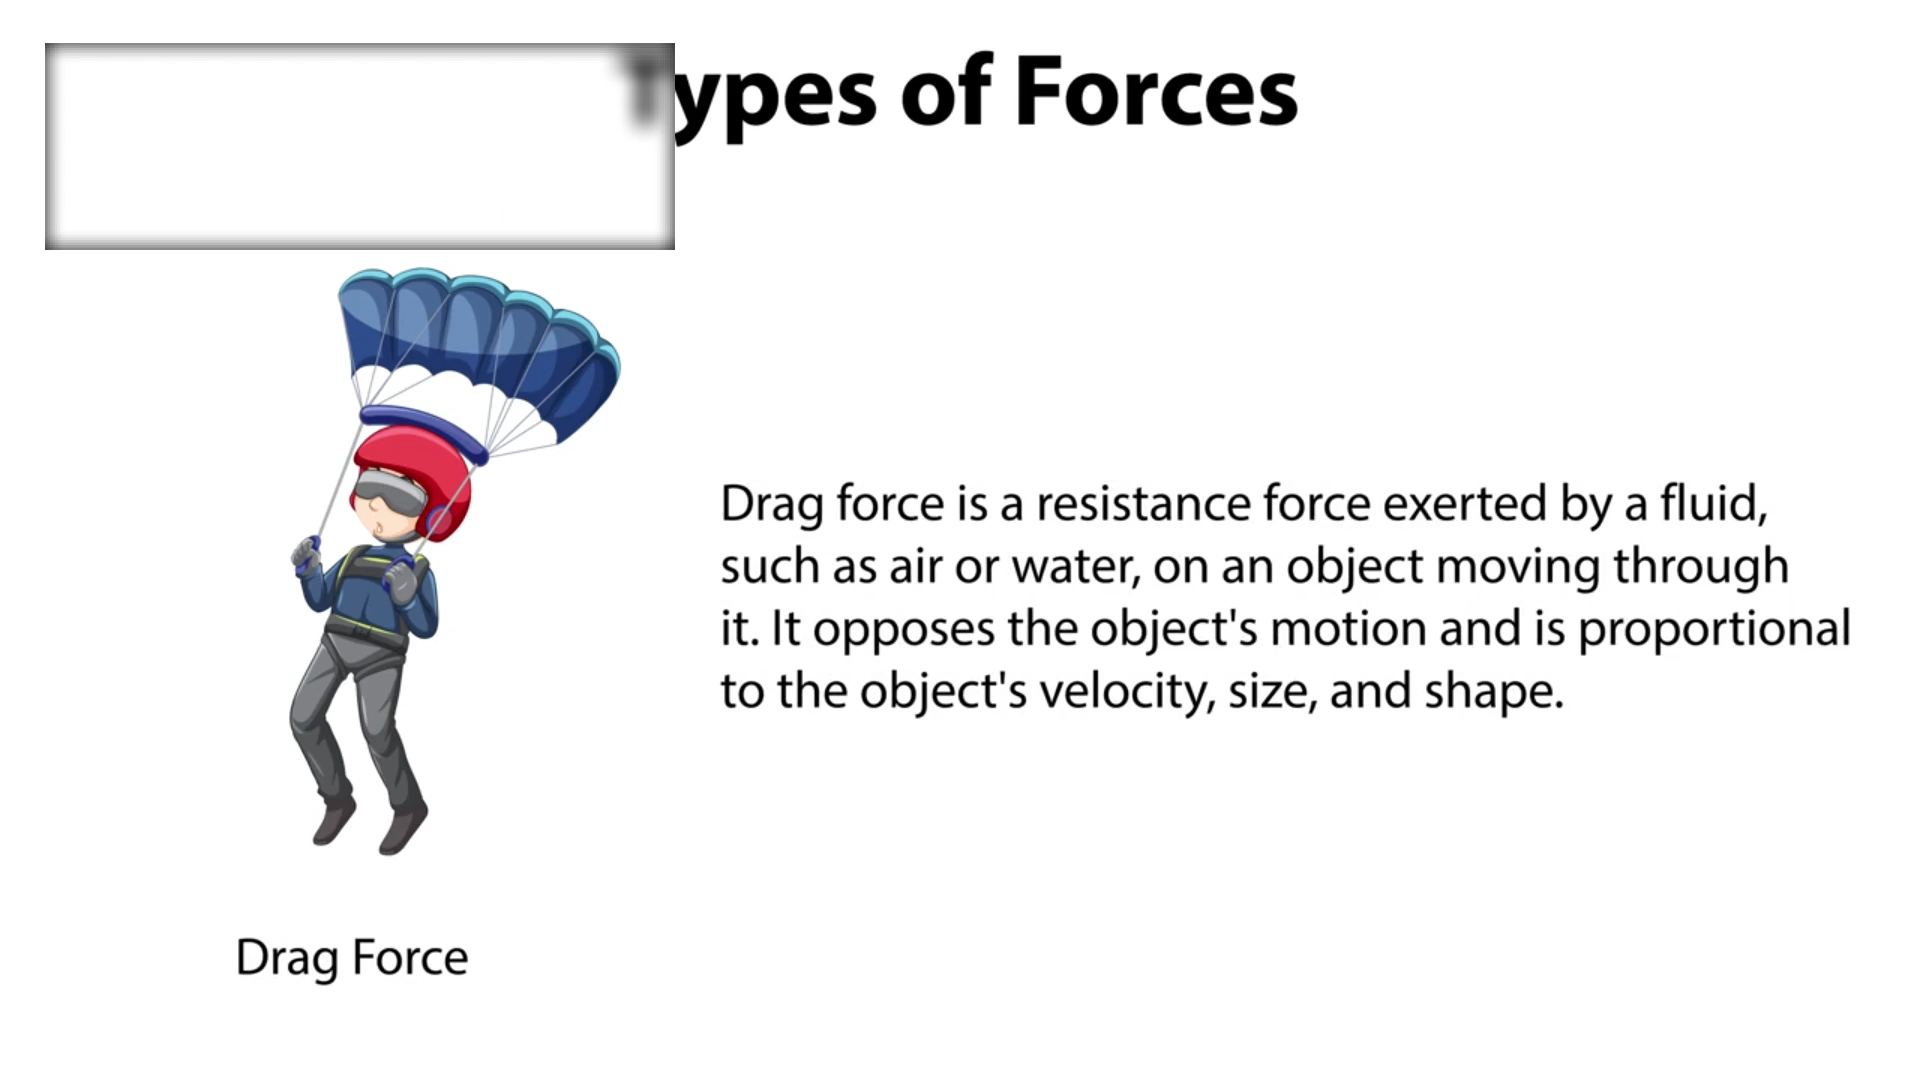 Types of Forces
Drag force is a resistance force exerted by a fluid,
such as air or water, on an object moving through
it. It opposes the object's motion and is proportional
to the object's velocity, size, and shape.
Drag Force